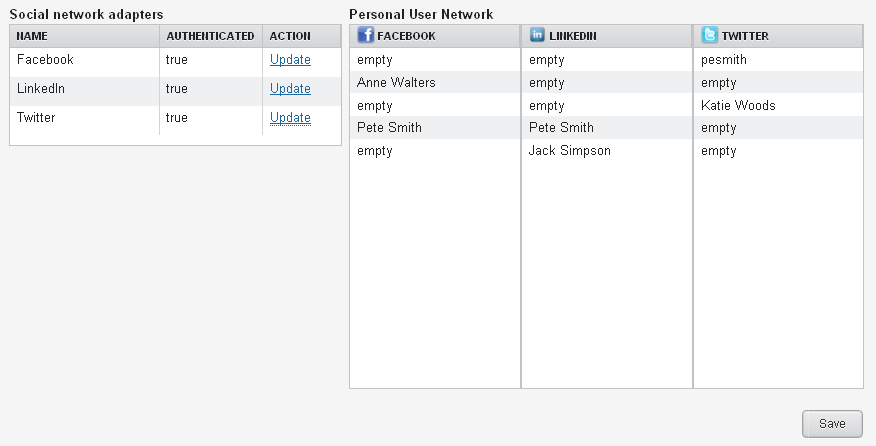 Social network adapters
NAME AUTHENTICATED ACTION
Facebook true Update
LinkedIn true Update
Twitter true Update
Personal User Network
FACEBOOK LINKEDIN TWITTER
empty empty pesmith
Anne Walters empty empty
empty empty Katie Woods
Pete Smith Pete Smith empty
empty Jack Simpson empty
Save